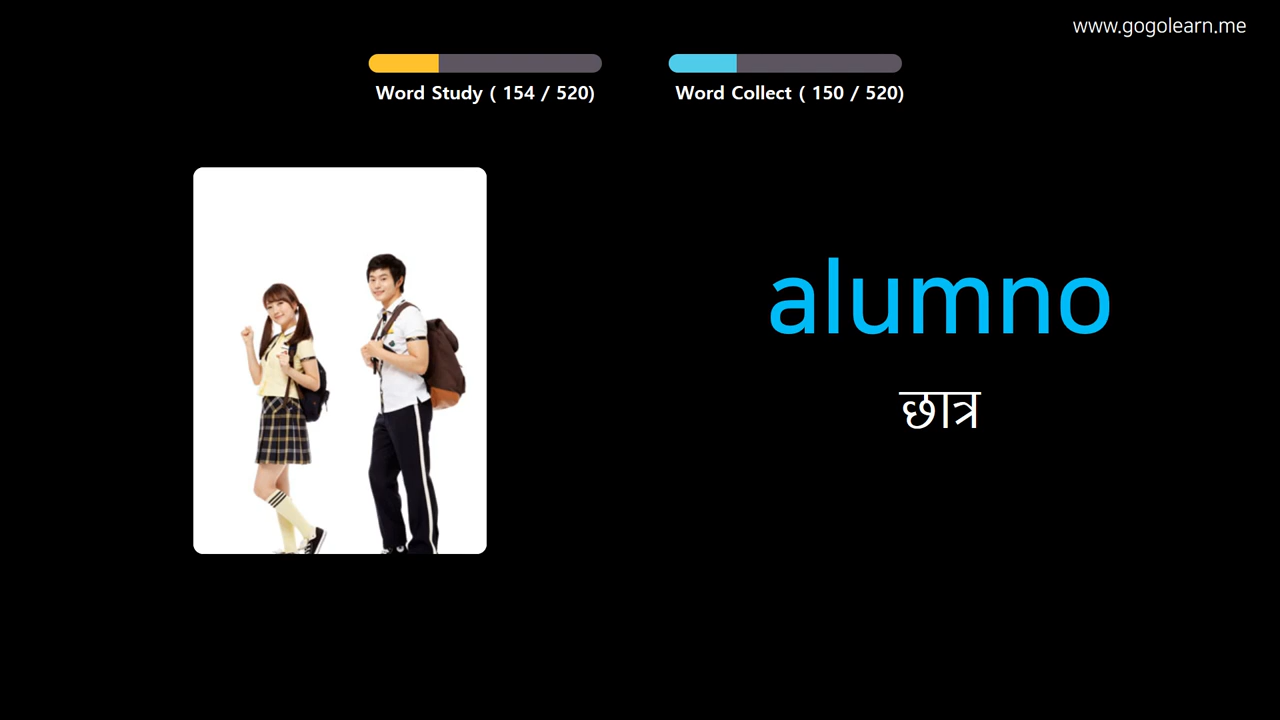 www.gogolearn.me
Word Study ( 154 / 520)
Word Collect ( 150 / 520)
alumno
छात्र